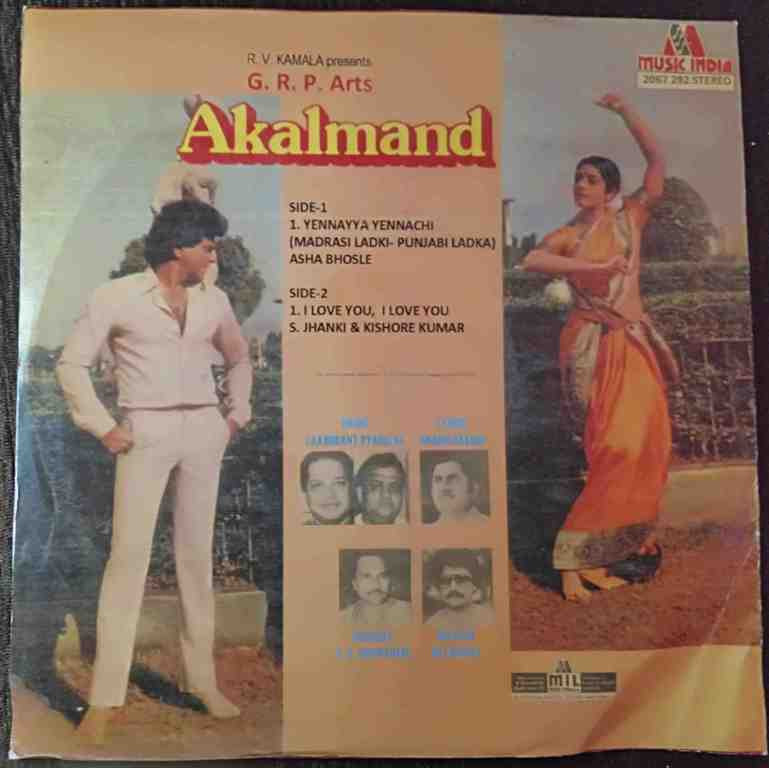 R. V. KAMALA presents
G. R. P. Arts
Akalmand
MUSIC INDIA
2067 292 STEREO
SIDE-1
1. YENNAYYA YENNACHI
(MADRASI LADKI- PUNJABI LADKA)
ASHA BHOSLE
SIDE-2
1. I LOVE YOU, I LOVE YOU
S. JHANKI & KISHORE KUMAR
MIL